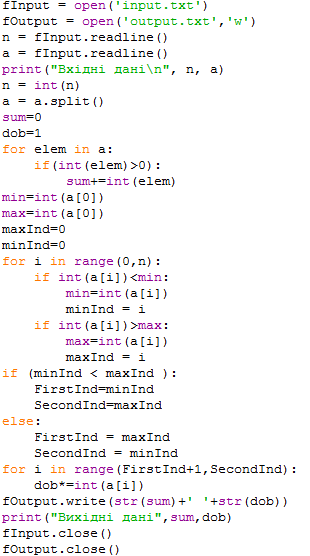 fInput = open('input.txt')
fOutput = open('output.txt','w')
n = fInput.readline()
a = fInput.readline()
print("Вхідні дані\n", n, a)
n = int(n)
a = a.split()
sum=0
dob=1
for elem in a:
    if(int(elem)>0):
        sum+=int(elem)
min=int(a[0])
max=int(a[0])
maxInd=0
minInd=0
for i in range(0,n):
    if int(a[i])<min:
        min=int(a[i])
        minInd = i
    if int(a[i])>max:
        max=int(a[i])
        maxInd = i
if (minInd < maxInd ):
    FirstInd=minInd
    SecondInd=maxInd
else:
    FirstInd = maxInd
    SecondInd = minInd
for i in range(FirstInd+1,SecondInd):
    dob*=int(a[i])
fOutput.write(str(sum)+' '+str(dob))
print("Вихідні дані",sum,dob)
fInput.close()
fOutput.close()